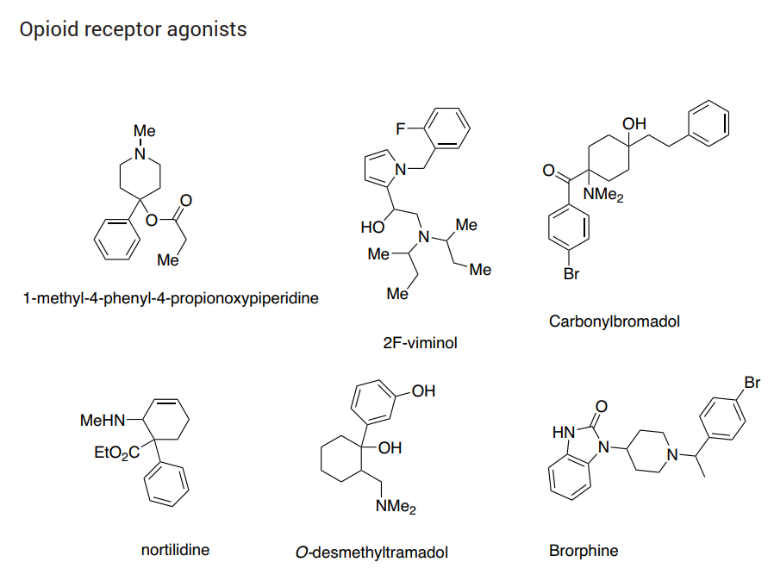 Opioid receptor agonists
Me
N
O
O
Me
1-methyl-4-phenyl-4-propionoxypiperidine
F
N
HO
N
Me
Me
Me
Me
2F-viminol
OH
O
NMe2
Br
Carbonylbromadol
MeHN
EtO2C
nortilidine
OH
OH
NMe2
O-desmethyltramadol
Br
O
HN
N
N
Brorphine